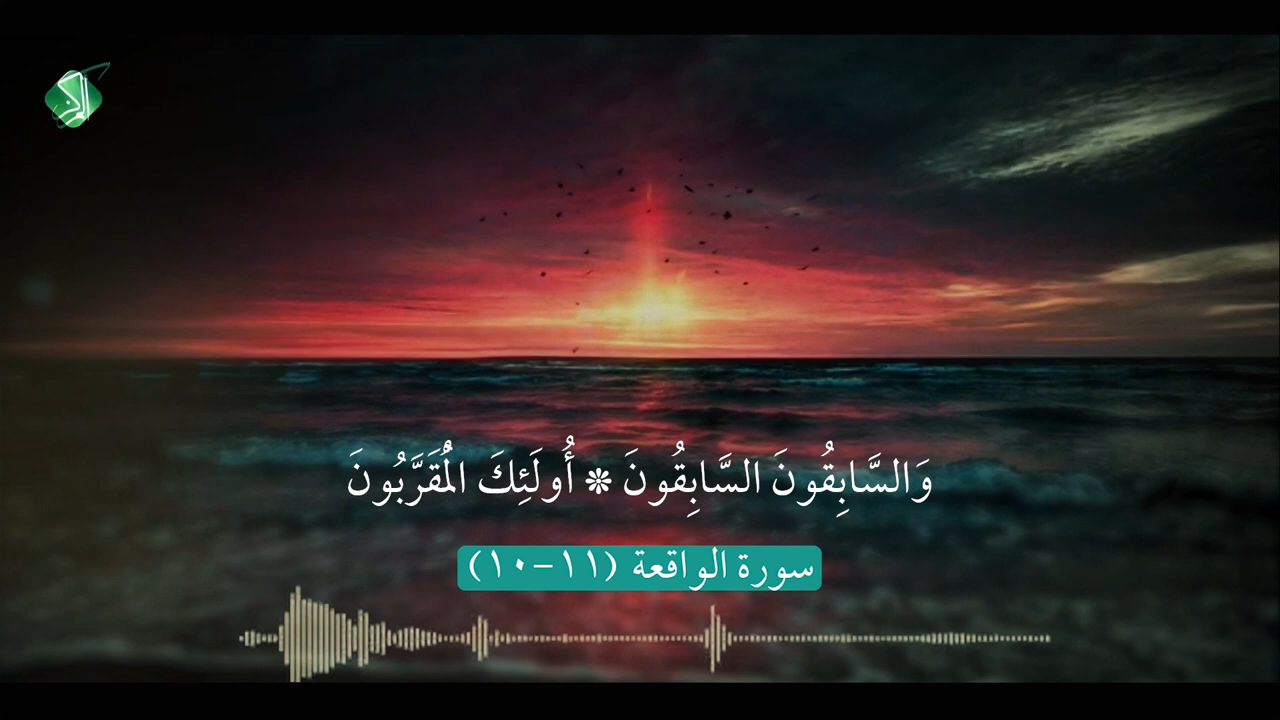 وَالسَّابِقُونَ السَّابِقُونَ * أُولَئِكَ الْمُقَرَّبُونَ
سورة الواقعة (١١-١٠)